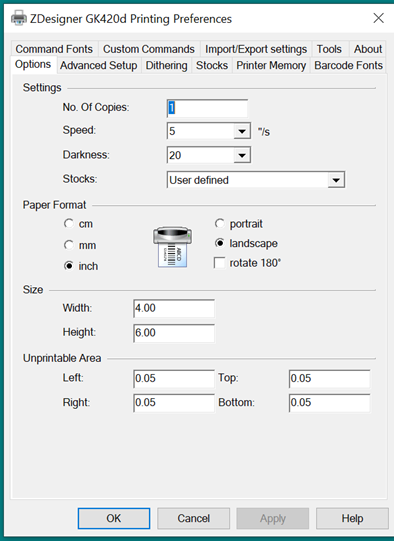 ZDesigner GK420d Printing Preferences
Command Fonts Custom Commands Import/Export settings Tools About
Options Advanced Setup Dithering Stocks Printer Memory Barcode Fonts
Settings
No. Of Copies: 1
Speed: 5 "/s
Darkness: 20
Stocks: User defined
Paper Format
cm portrait
mm landscape
inch rotate 180°
Size
Width: 4.00
Height: 6.00
Unprintable Area
Left: 0.05 Top: 0.05
Right: 0.05 Bottom: 0.05
OK Cancel Apply Help